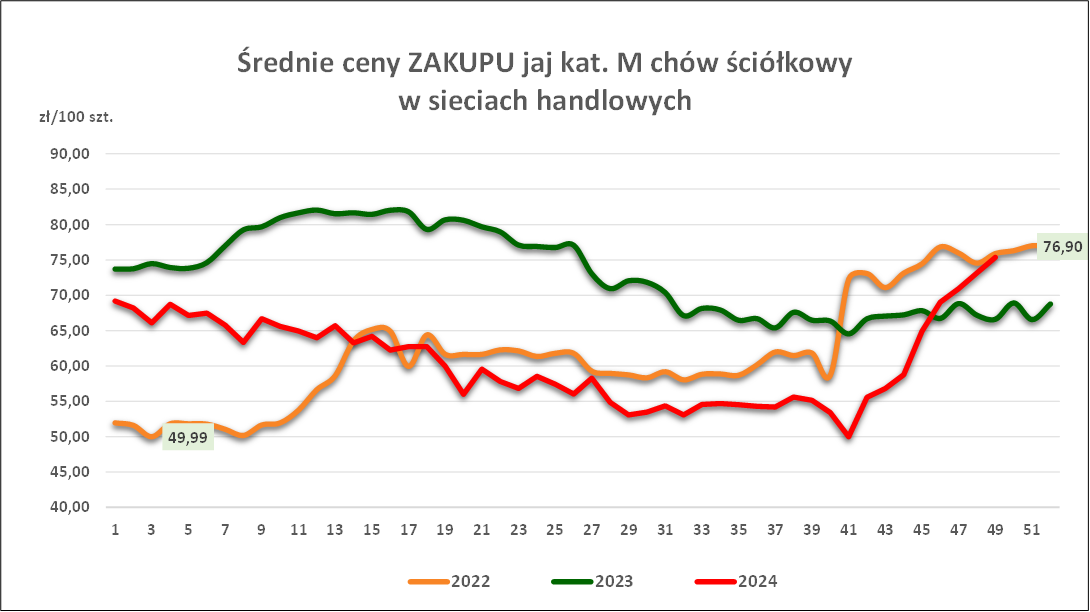 Średnie ceny ZAKUPU jaj kat. M chów ściółkowy
w sieciach handlowych
zł/100 szt.
90,00
85,00
80,00
75,00
70,00
65,00
60,00
55,00
50,00
45,00
40,00
76,90
49,99
1 3 5 7 9 11 13 15 17 19 21 23 25 27 29 31 33 35 37 39 41 43 45 47 49 51
2022 2023 2024